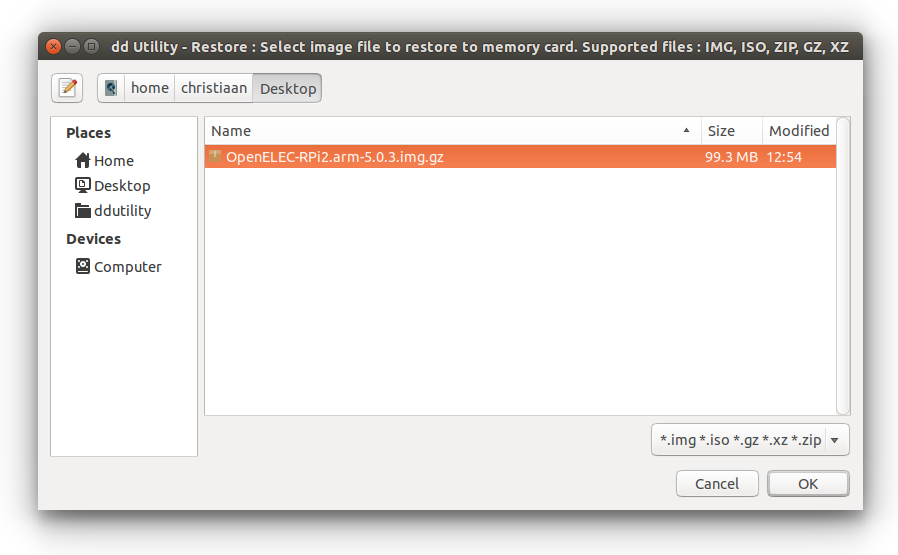 dd Utility - Restore : Select image file to restore to memory card. Supported files : IMG, ISO, ZIP, GZ, XZ
home christiaan Desktop
Places
Home
Desktop
ddutility
Devices
Computer
Name Size Modified
OpenELEC-RPi2.arm-5.0.3.img.gz 99.3 MB 12:54
*.img *.iso *.gz *.xz *.zip
Cancel OK